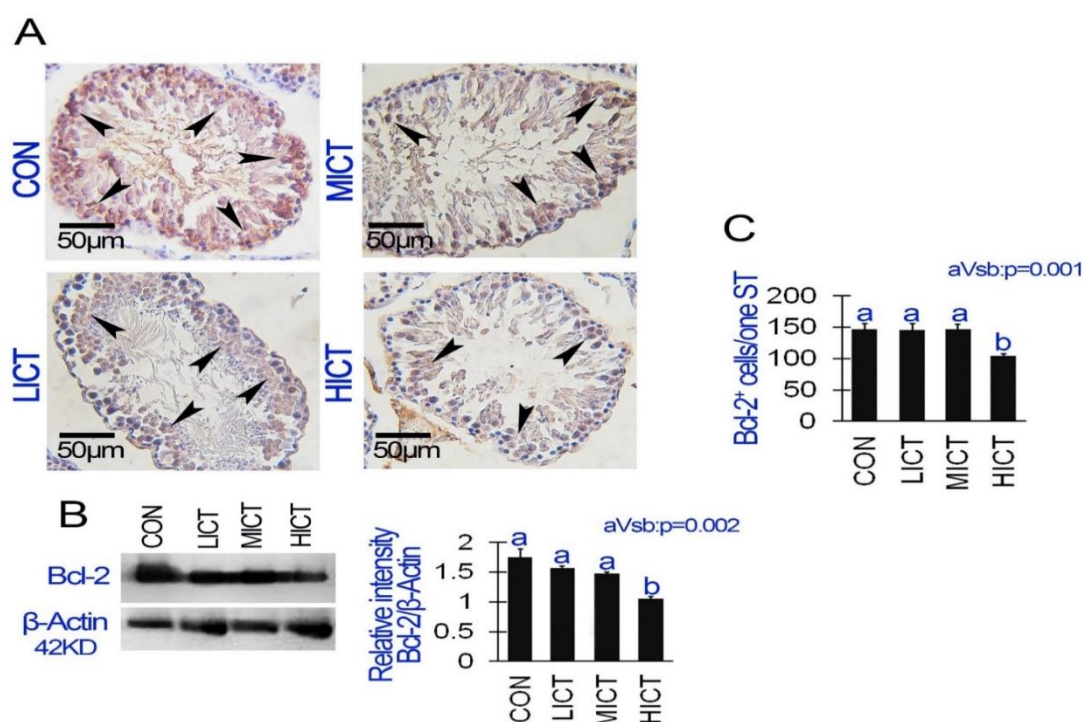 A
CON
50µm
MICT
50µm
LICT
50µm
HICT
50µm
B
CON
LICT
MICT
HICT
Bcl-2
β-Actin
42KD
aVsb:p=0.002
Relative intensity
Bcl-2/β-Actin
2
1.5
1
0.5
0
a
a
a
b
CON
LICT
MICT
HICT
C
aVsb:p=0.001
Bcl-2⁺ cells/one ST
200
150
100
50
0
a
a
a
b
CON
LICT
MICT
HICT